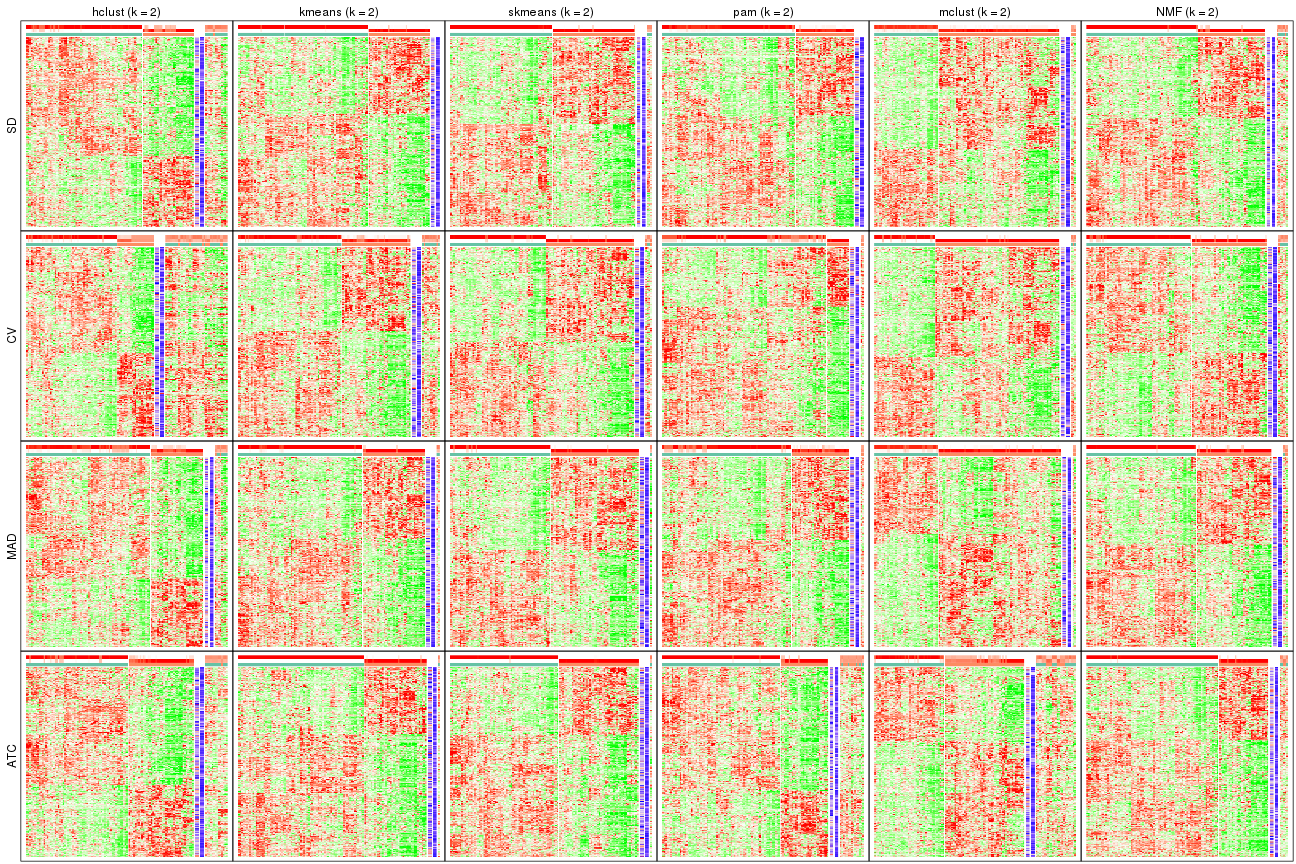 hclust (k = 2)
kmeans (k = 2)
skmeans (k = 2)
pam (k = 2)
mclust (k = 2)
NMF (k = 2)
SD
CV
MAD
ATC